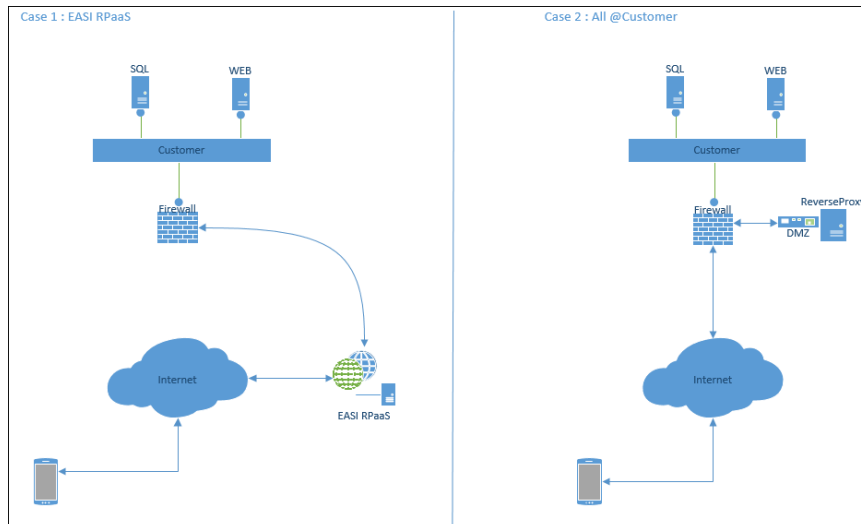 Case 1 : EASI RPaaS
SQL
WEB
Customer
Firewall
Internet
EASI RPaaS
Case 2 : All @Customer
SQL
WEB
Customer
Firewall
ReverseProxy
DMZ
Internet